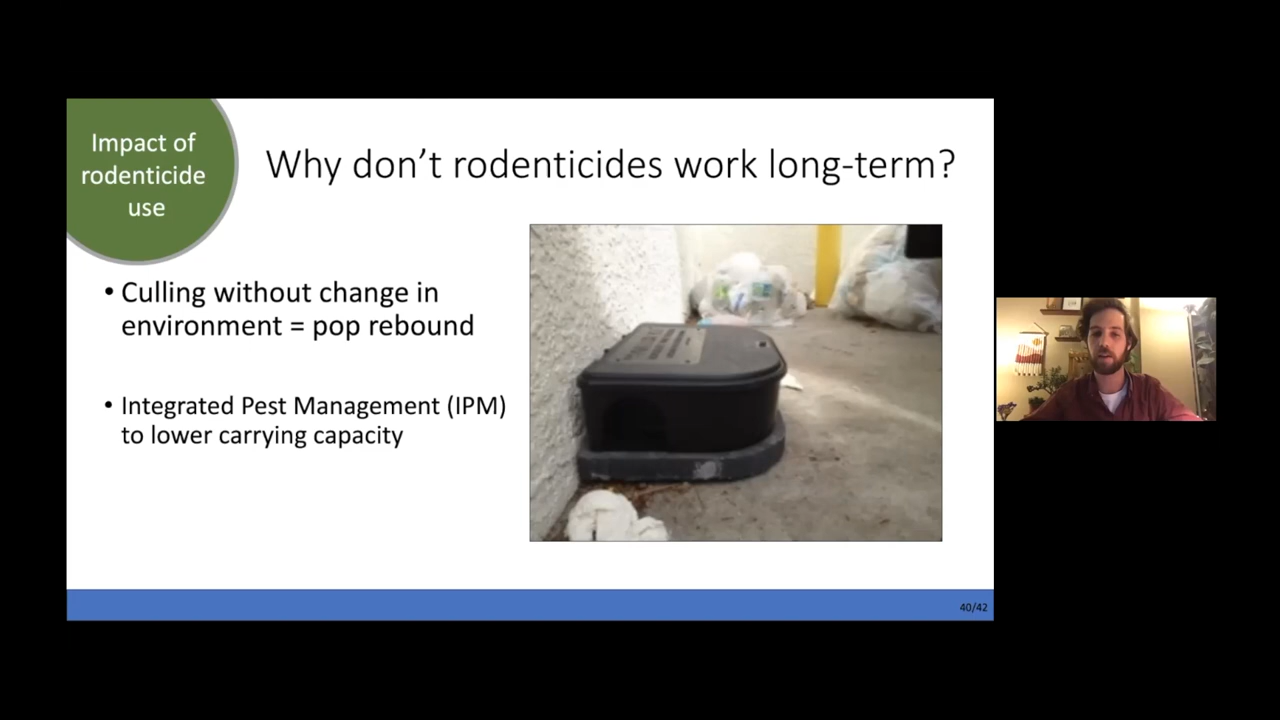 Impact of
rodenticide
use
Why don't rodenticides work long-term?
• Culling without change in
environment = pop rebound
• Integrated Pest Management (IPM)
to lower carrying capacity
40/42